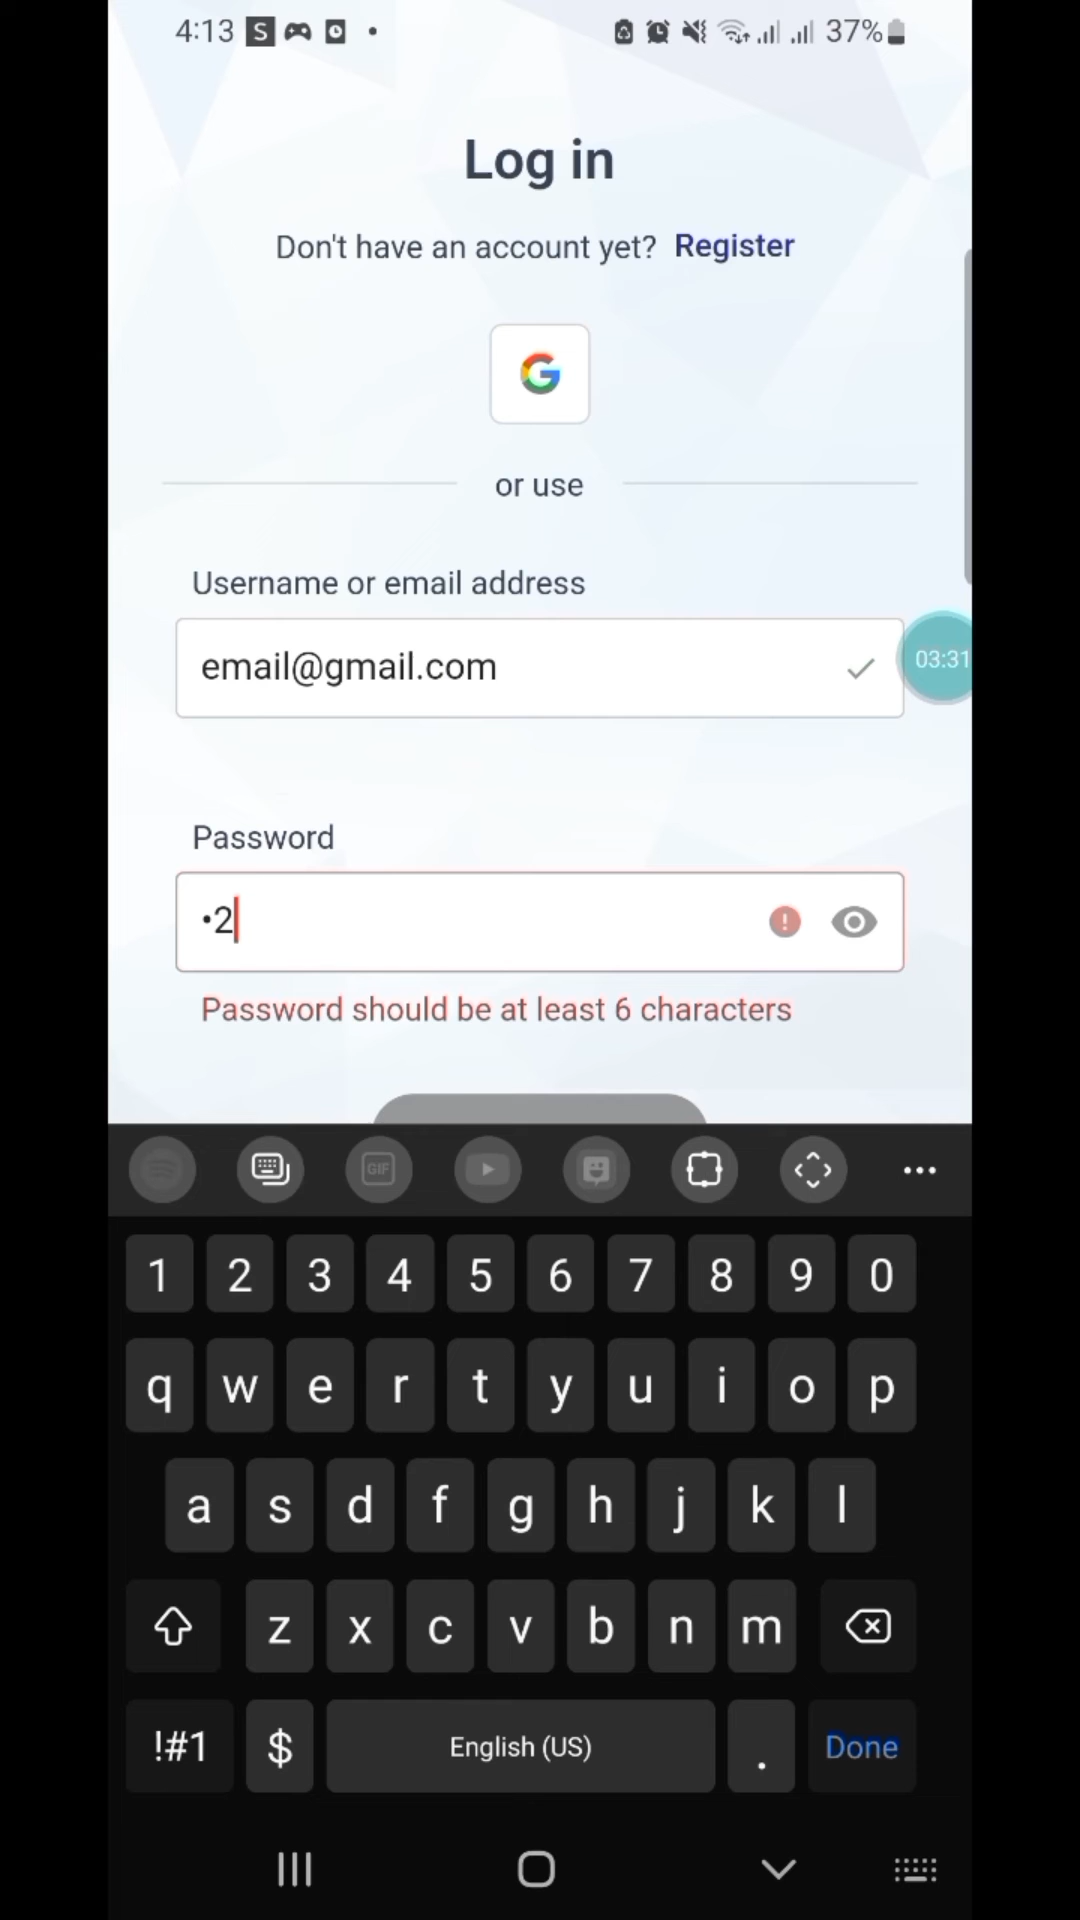 4:13 S 37%
Log in
Don't have an account yet? Register
G
or use
Username or email address
email@gmail.com
03:31
Password
•2
!
Password should be at least 6 characters
GIF
1 2 3 4 5 6 7 8 9 0
q w e r t y u i o p
a s d f g h j k l
z x c v b n m
!#1 $ English (US) . Done